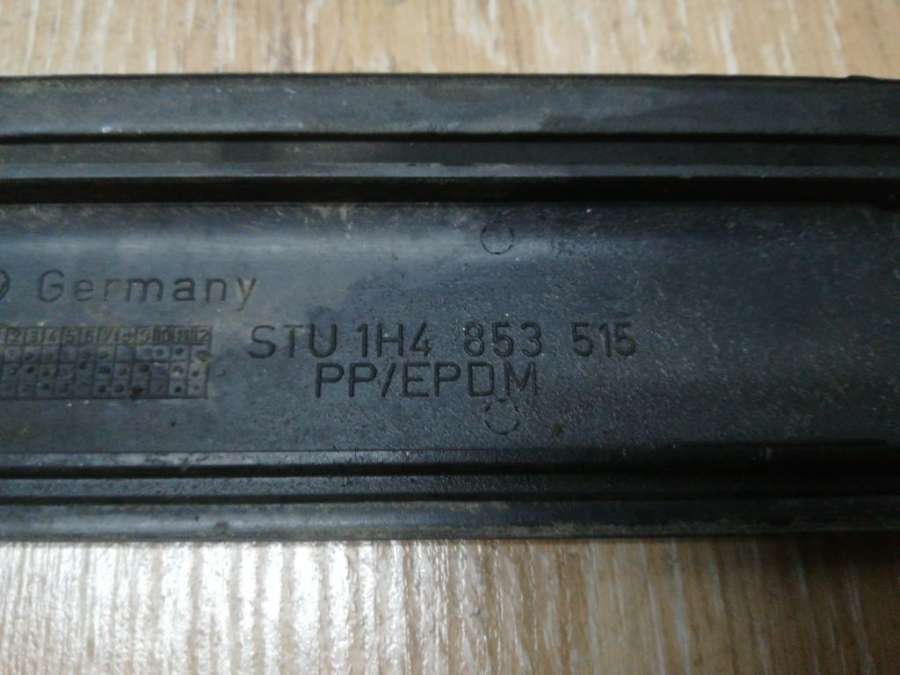 Germany
STU 1H4 853 515
PP/EPDM